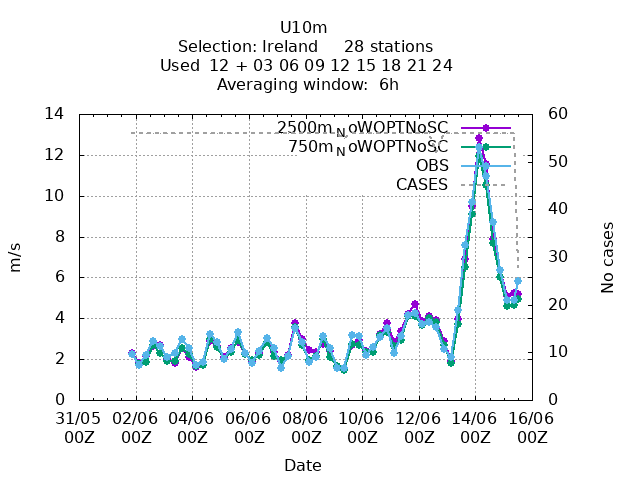 U10m
Selection: Ireland     28 stations
Used  12 + 03 06 09 12 15 18 21 24
Averaging window:  6h
14 60
2500m_NoWOPTNoSC
750m_NoWOPTNoSC
OBS
CASES
12 50
10 40
8 30
6 20
4
2 10
0 0
m/s
No cases
31/05 02/06 04/06 06/06 08/06 10/06 12/06 14/06 16/06
00Z 00Z 00Z 00Z 00Z 00Z 00Z 00Z 00Z
Date